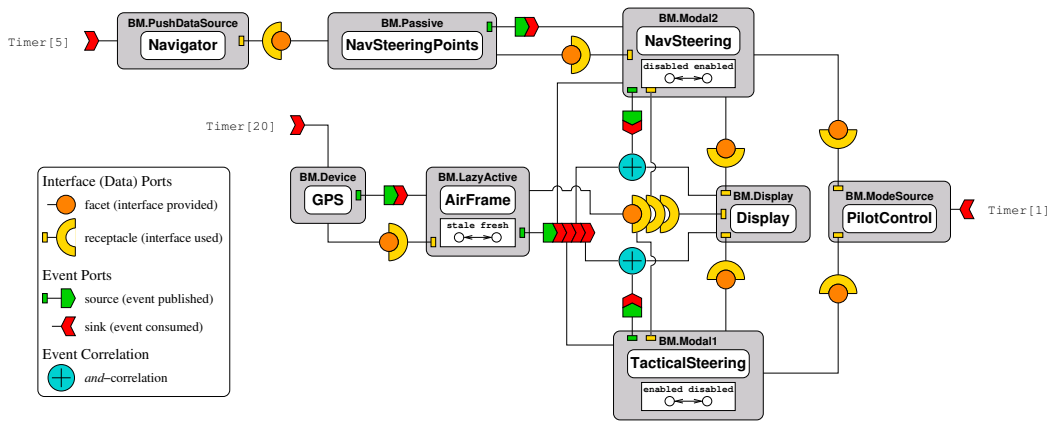 BM.PushDataSource
Navigator
BM.Passive
NavSteeringPoints
BM.Modal2
NavSteering
disabled enabled
Timer[5]
Timer[20]
BM.Device
GPS
BM.LazyActive
AirFrame
stale fresh
BM.Display
Display
BM.ModeSource
PilotControl
Timer[1]
BM.Modal1
TacticalSteering
enabled disabled
Interface (Data) Ports
facet (interface provided)
receptacle (interface used)
Event Ports
source (event published)
sink (event consumed)
Event Correlation
and−correlation